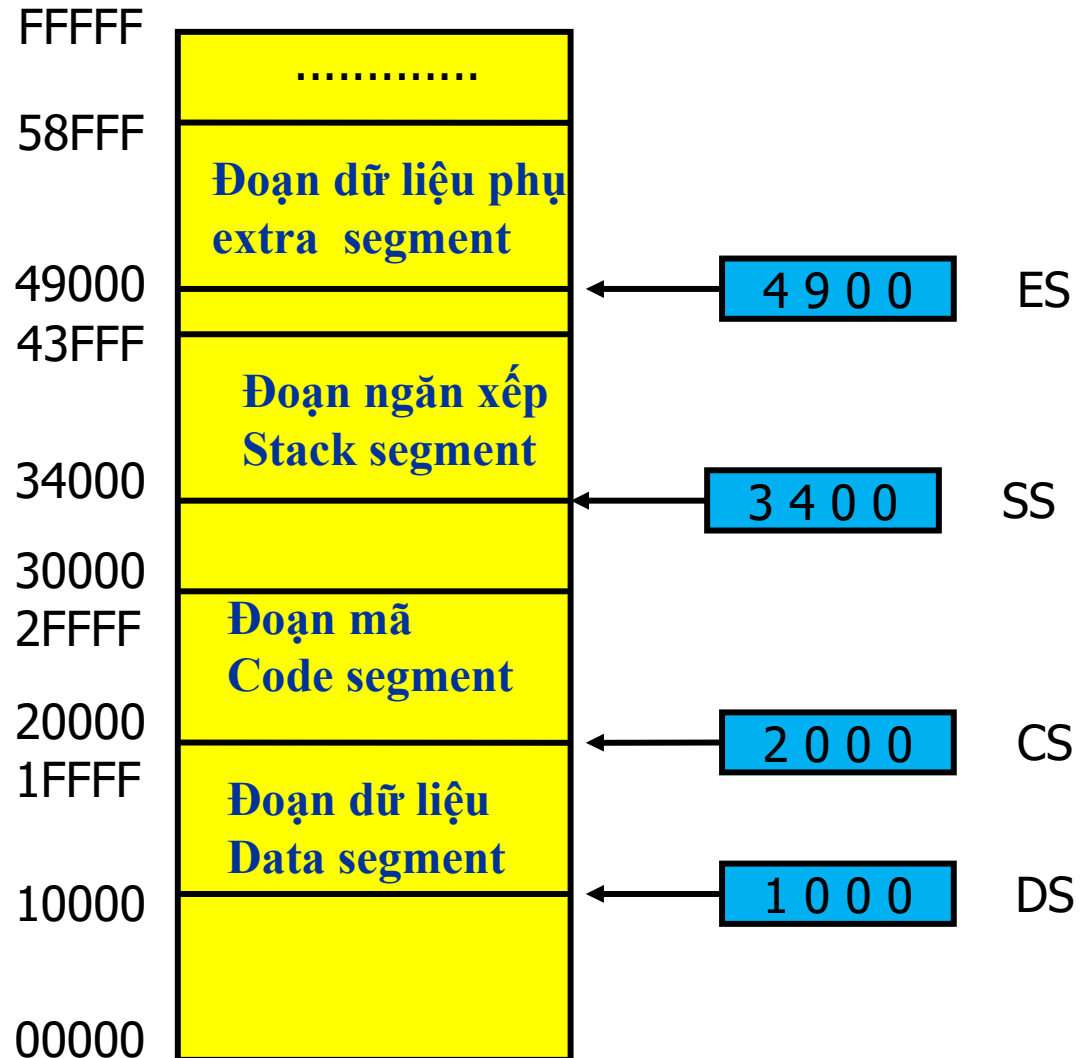 FFFFF
.............
58FFF
Đoạn dữ liệu phụ
extra segment
49000
4 9 0 0
ES
43FFF
Đoạn ngăn xếp
Stack segment
34000
3 4 0 0
SS
30000
2FFFF
Đoạn mã
Code segment
20000
2 0 0 0
CS
1FFFF
Đoạn dữ liệu
Data segment
10000
1 0 0 0
DS
00000